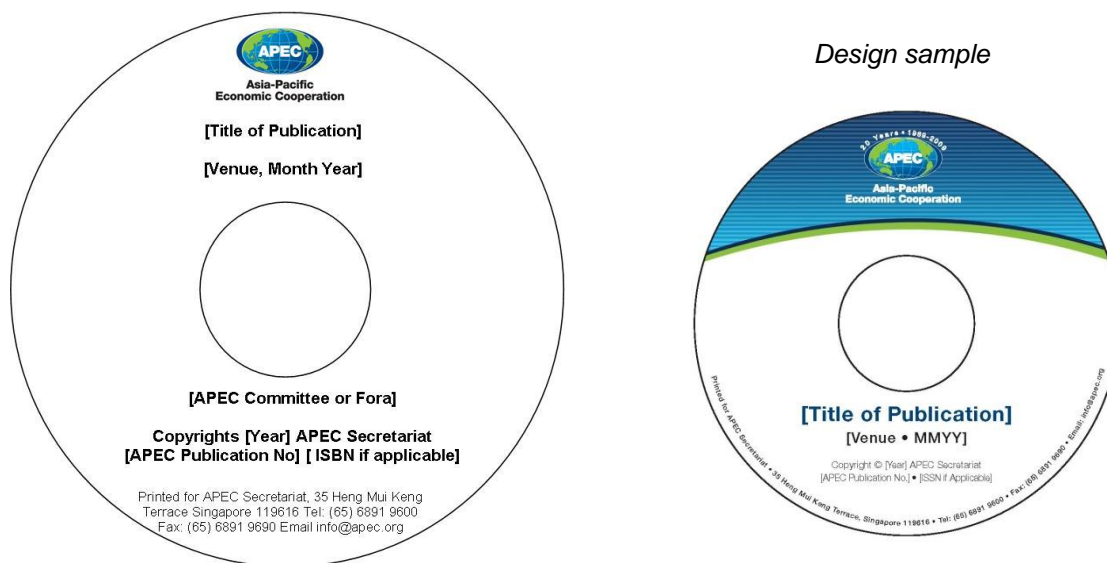 APEC
Asia-Pacific
Economic Cooperation
[Title of Publication]
[Venue, Month Year]
[APEC Committee or Fora]
Copyrights [Year] APEC Secretariat
[APEC Publication No] [ ISBN if applicable]
Printed for APEC Secretariat, 35 Heng Mui Keng
Terrace Singapore 119616 Tel: (65) 6891 9600
Fax: (65) 6891 9690 Email info@apec.org
Design sample
20 Years • 1989-2009
APEC
Asia-Pacific
Economic Cooperation
[Title of Publication]
[Venue • MMYY]
Copyright © [Year] APEC Secretariat
[APEC Publication No.] • [ISSN if Applicable]
Printed for APEC Secretariat • 35 Heng Mui Keng Terrace, Singapore 119616 • Tel: (65) 6891 9600 • Fax: (65) 6891 9690 • Email: info@apec.org